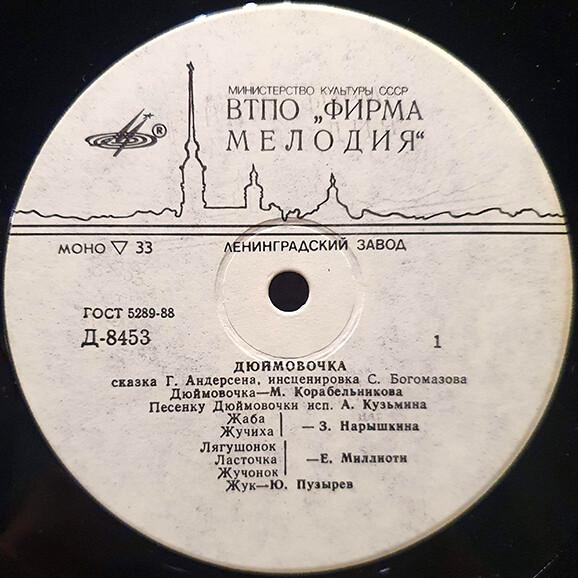 МИНИСТЕРСТВО КУЛЬТУРЫ СССР
ВТПО „ФИРМА
МЕЛОДИЯ“
®
МОНО ▽ 33
ЛЕНИНГРАДСКИЙ ЗАВОД
ГОСТ 5289-88
Д-8453
1
ДЮЙМОВОЧКА
сказка Г. Андерсена, инсценировка С. Богомазова
Дюймовочка—М. Корабельникова
Песенку Дюймовочки исп. А. Кузьмина
Жаба
Жучиха
—З. Нарышкина
Лягушонок
Ласточка
Жучонок
—Е. Миллиоти
Жук—Ю. Пузырев